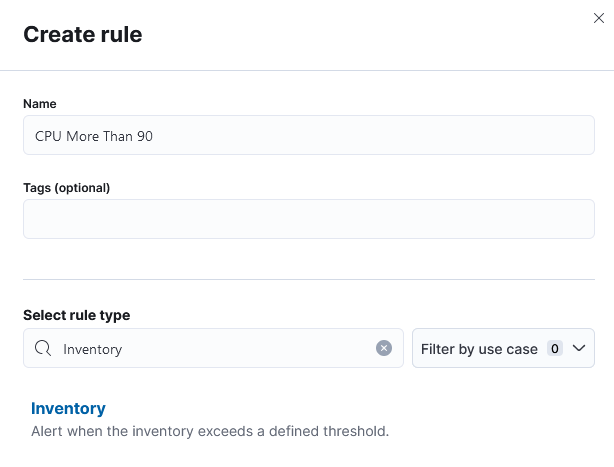 Create rule
Name
CPU More Than 90
Tags (optional)
Select rule type
Inventory
Filter by use case 0
Inventory
Alert when the inventory exceeds a defined threshold.